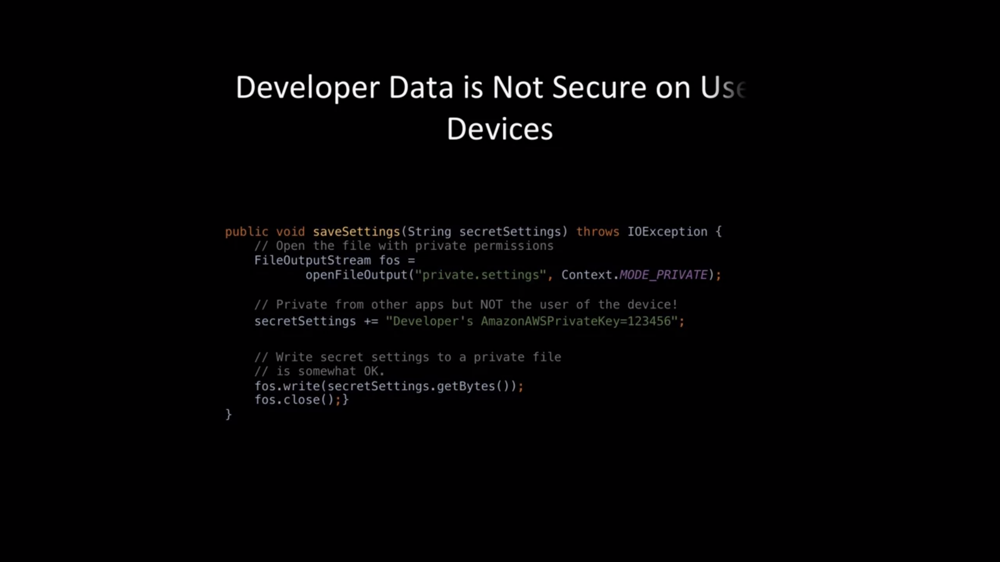 Developer Data is Not Secure on Use
Devices
public void saveSettings(String secretSettings) throws IOException {
// Open the file with private permissions
FileOutputStream fos =
openFileOutput("private.settings", Context.MODE_PRIVATE);
// Private from other apps but NOT the user of the device!
secretSettings += "Developer's AmazonAWSPrivateKey=123456";
// Write secret settings to a private file
// is somewhat OK.
fos.write(secretSettings.getBytes());
fos.close();}
}